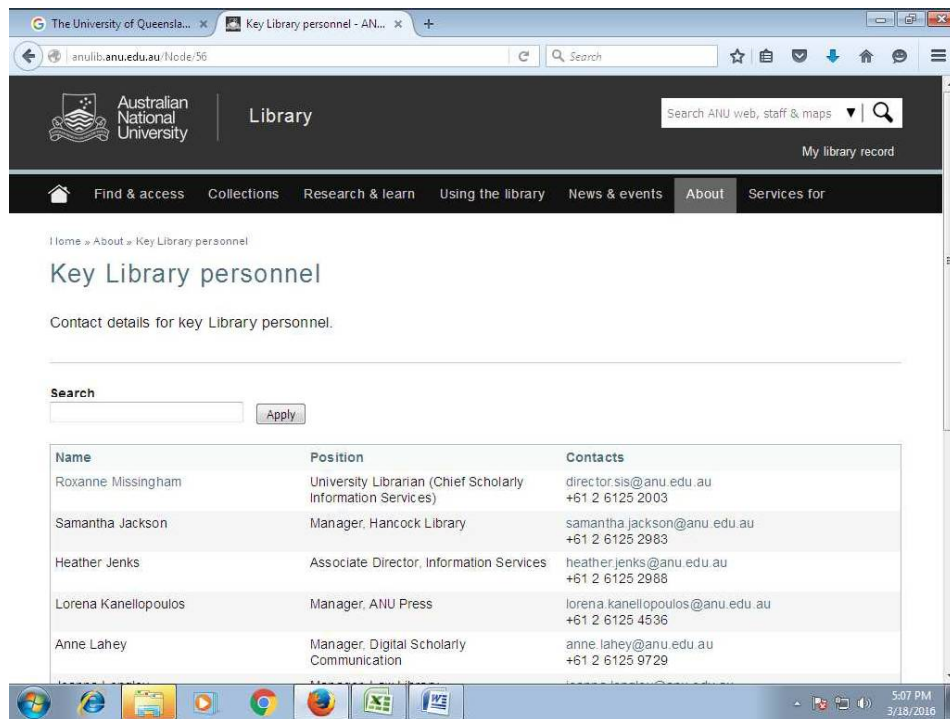 The University of Queensla... × Key Library personnel - AN... × +
anulib.anu.edu.au/Node/56 Search
Australian
National
University
Library
Search ANU web, staff & maps
My library record
Find & access Collections Research & learn Using the library News & events About Services for
Home » About » Key Library personnel
Key Library personnel
Contact details for key Library personnel.
Search
Apply
Name Position Contacts
Roxanne Missingham University Librarian (Chief Scholarly director.sis@anu.edu.au
Information Services) +61 2 6125 2003
Samantha Jackson Manager, Hancock Library samantha.jackson@anu.edu.au
+61 2 6125 2983
Heather Jenks Associate Director, Information Services heather.jenks@anu.edu.au
+61 2 6125 2988
Lorena Kanellopoulos Manager, ANU Press lorena.kanellopoulos@anu.edu.au
+61 2 6125 4536
Anne Lahey Manager, Digital Scholarly anne.lahey@anu.edu.au
Communication +61 2 6125 9729
5:07 PM
3/18/2016